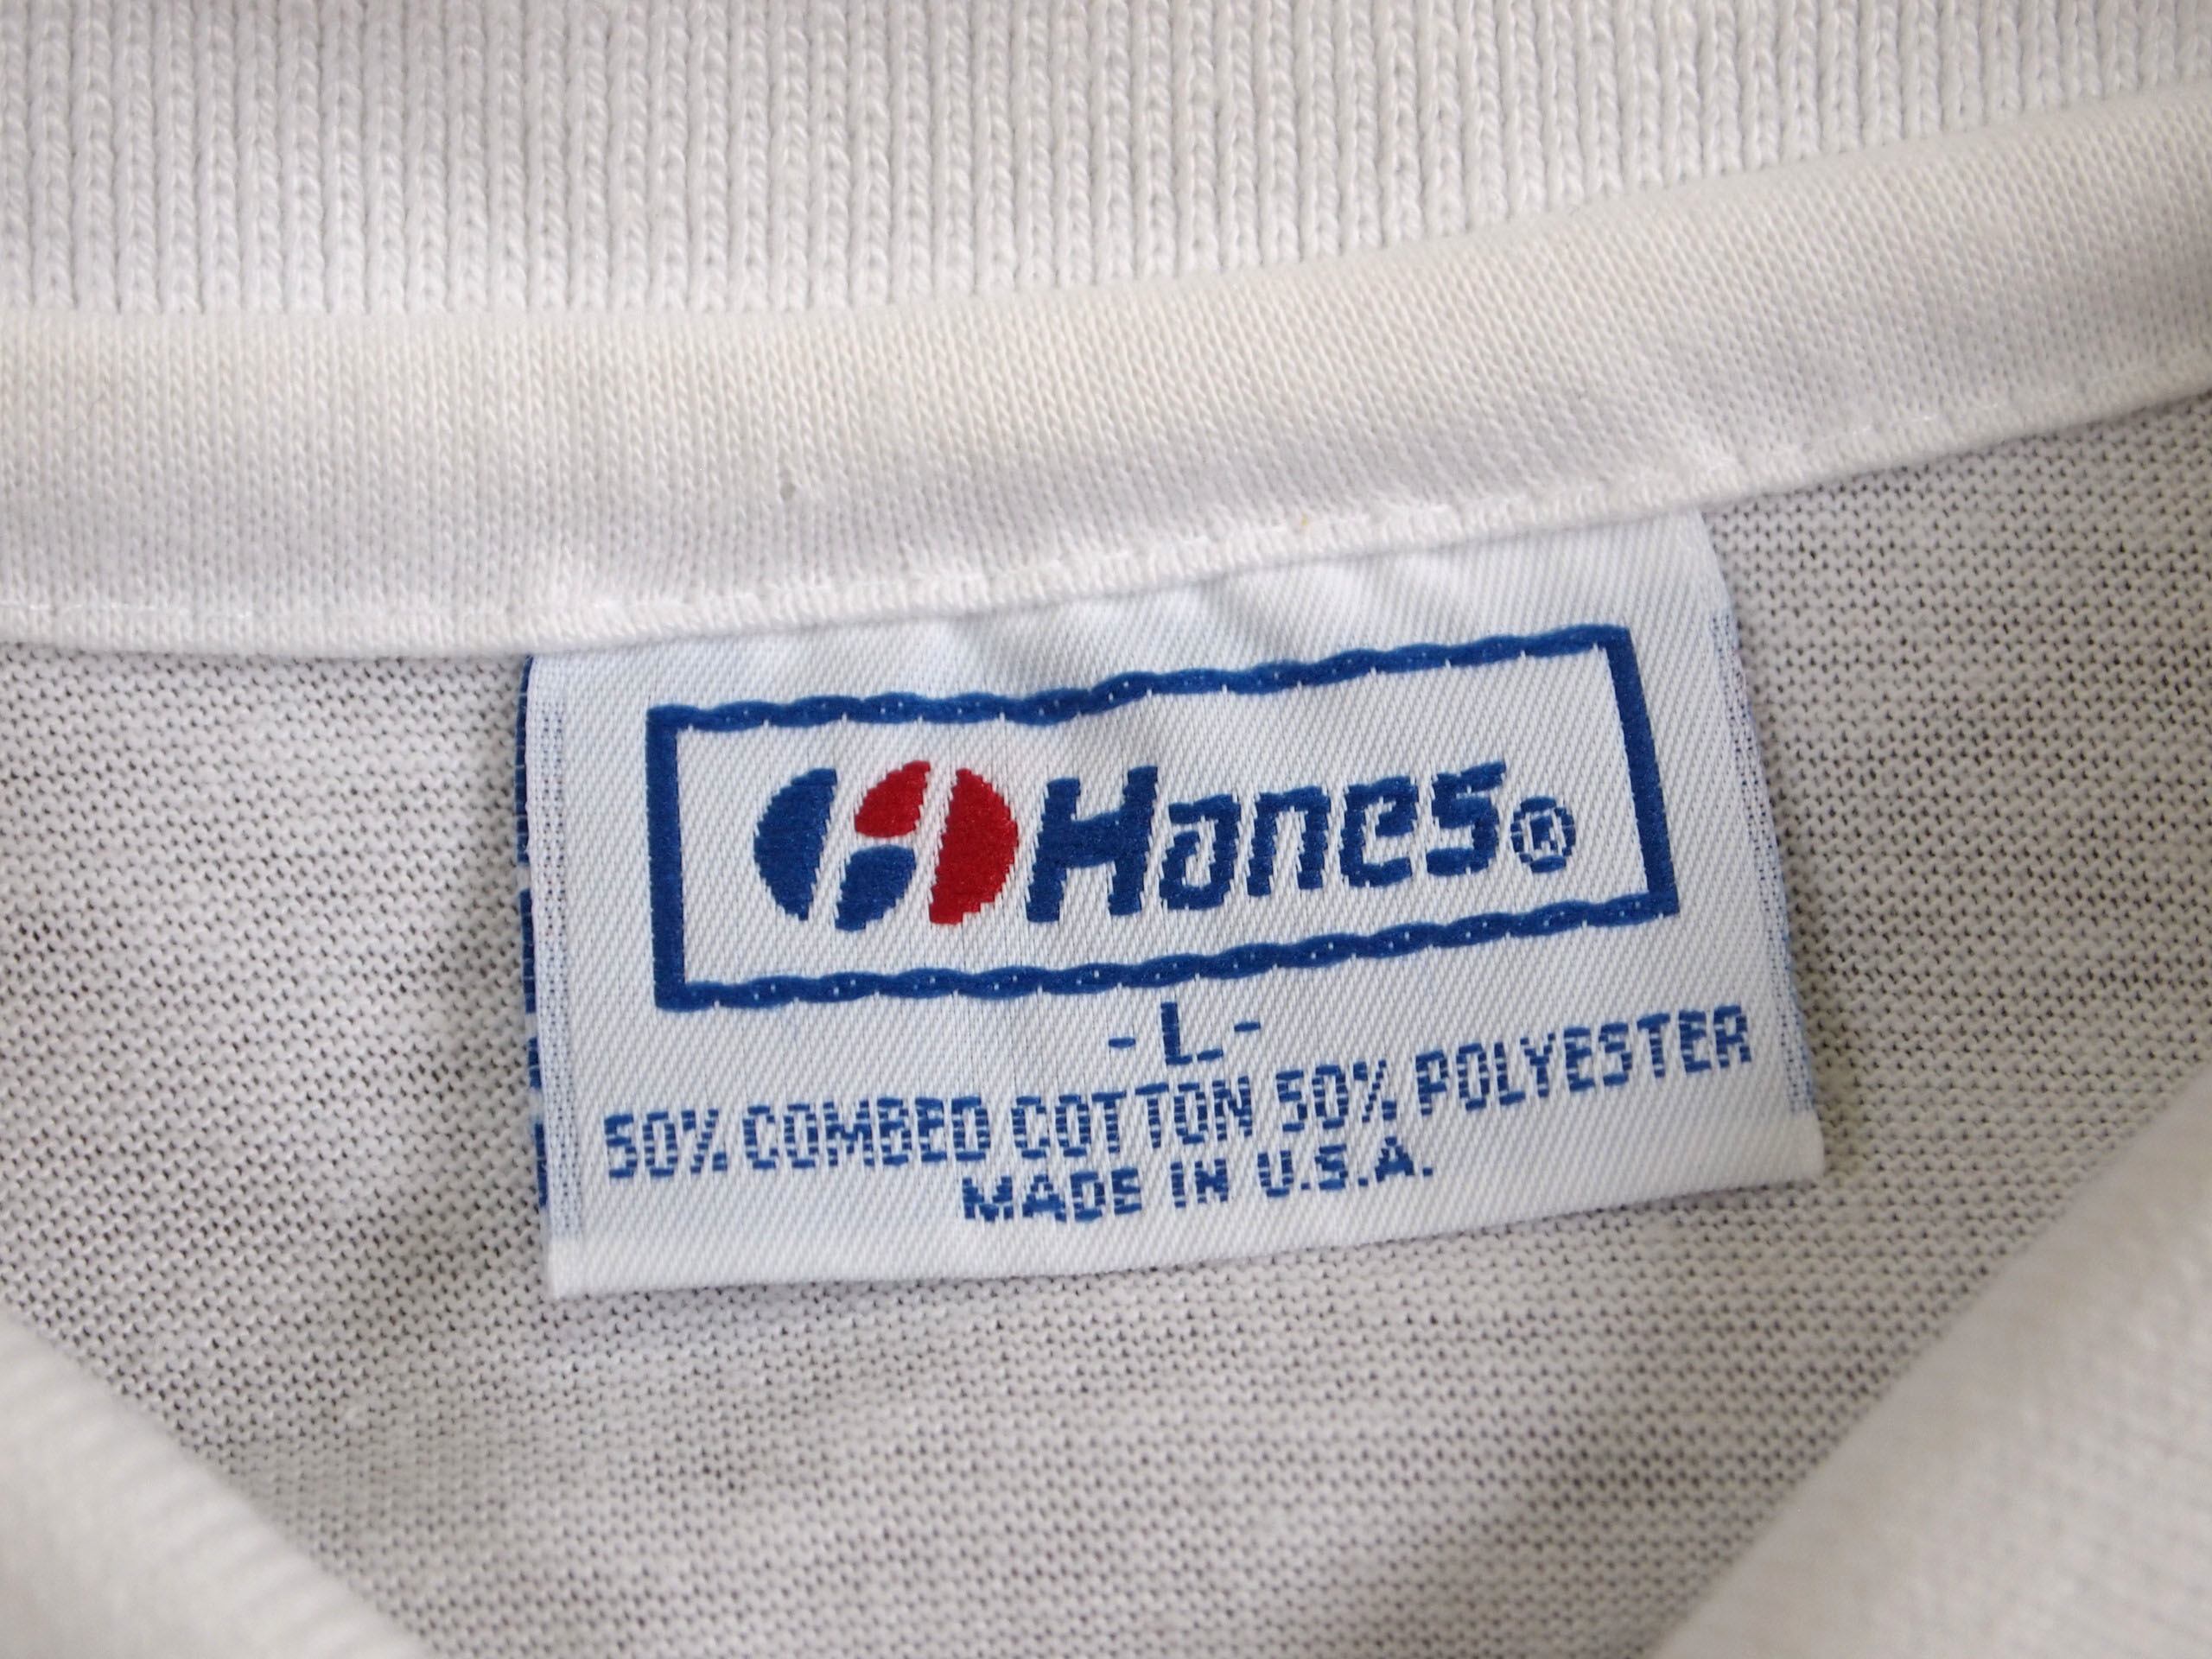 Hanes®
-L-
50% COMBED COTTON 50% POLYESTER
MADE IN U.S.A.